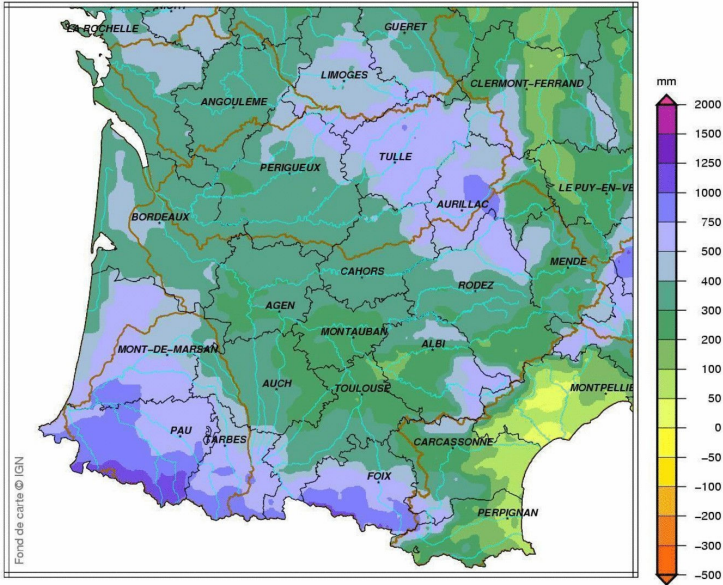 LA ROCHELLE
GUERET
LIMOGES
CLERMONT-FERRAND
ANGOULEME
TULLE
PERIGUEUX
LE PUY-EN-VE
AURILLAC
BORDEAUX
MENDE
CAHORS
RODEZ
AGEN
MONTAUBAN
ALBI
MONT-DE-MARSAN
AUCH
TOULOUSE
MONTPELLIE
PAU
TARBES
CARCASSONNE
FOIX
PERPIGNAN
Fond de carte © IGN
mm
2000
1500
1250
1000
750
500
400
300
200
100
50
0
-50
-100
-200
-300
-500